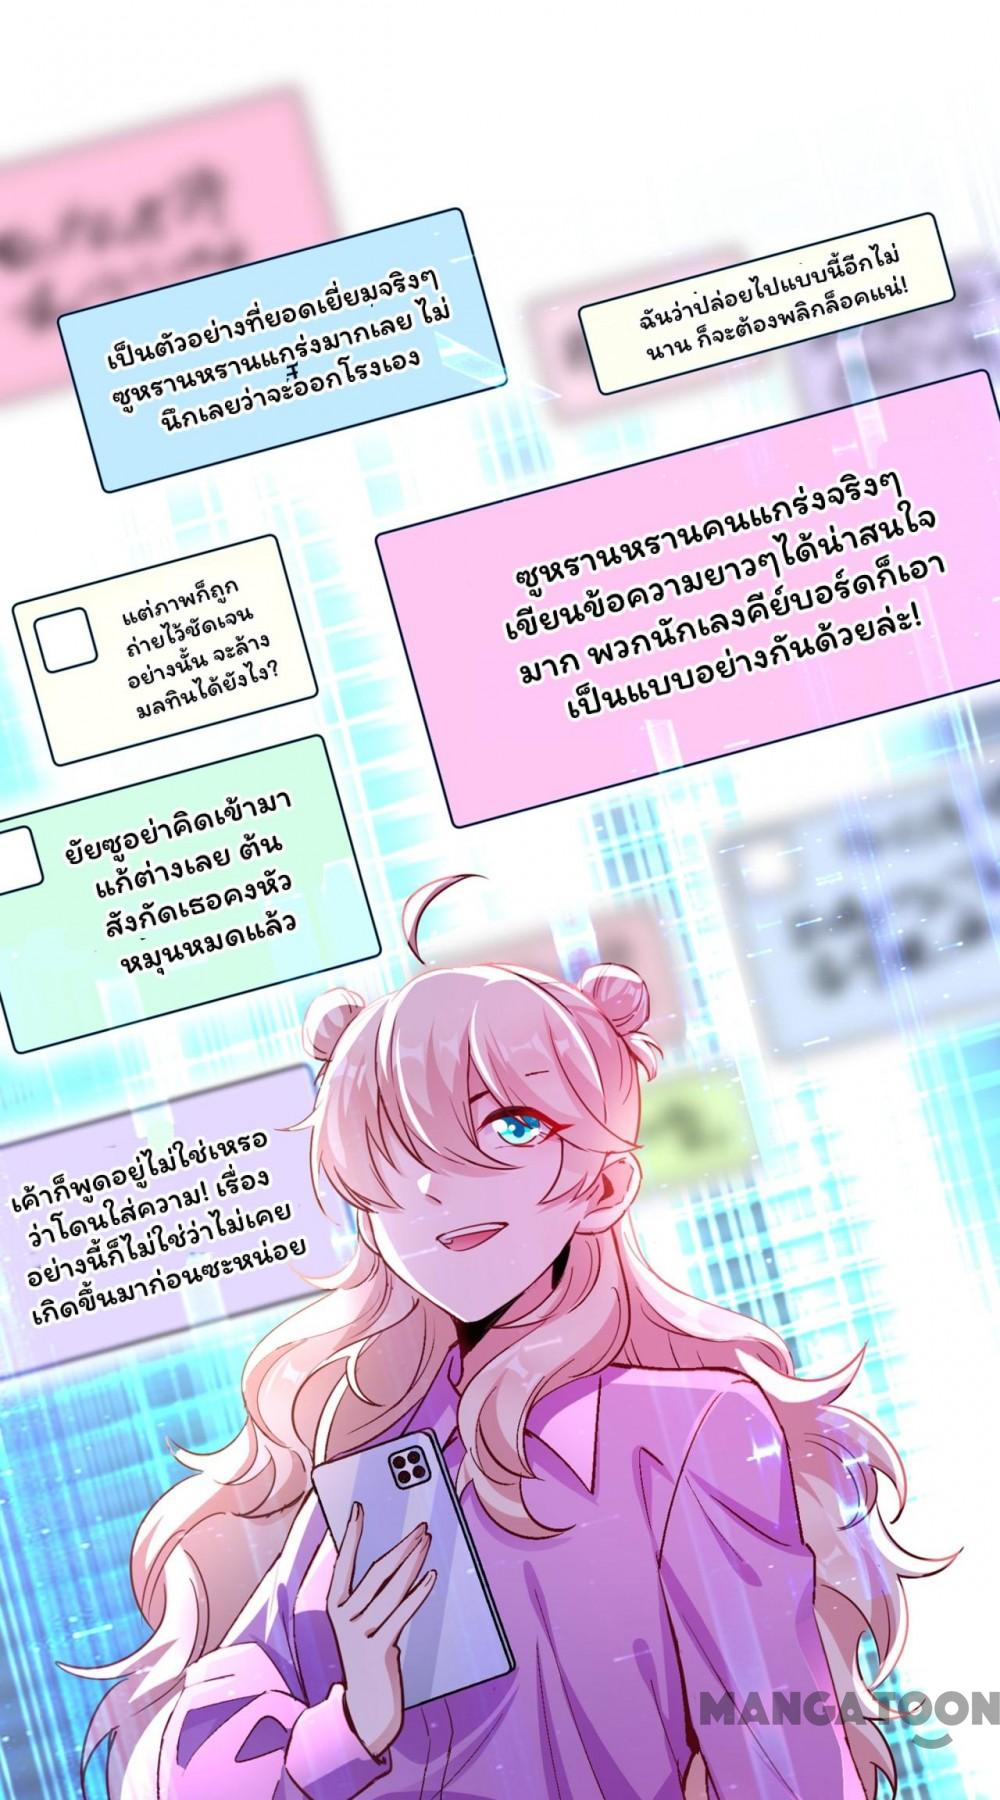 เป็นตัวอย่างที่ยอดเยี่ยมจริงๆ
ซูหรานหรานแกร่งมากเลย ไม่
นึกเลยว่าจะออกโรงเอง
ฉันว่าปล่อยไปแบบนี้อีกไม่
นาน ก็จะต้องพลิกล็อคแน่!
ซูหรานหรานคนแกร่งจริงๆ
เขียนข้อความยาวๆได้น่าสนใจ
มาก พวกนักเลงคีย์บอร์ดก็เอา
เป็นแบบอย่างกันด้วยล่ะ!
แต่ภาพก็ถูก
ถ่ายไว้ชัดเจน
อย่างนั้น จะล้าง
มลทินได้ยังไง?
ยัยซูอย่าคิดเข้ามา
แก้ต่างเลย ต้น
สังกัดเธอคงหัว
หมุนหมดแล้ว
เค้าก็พูดอยู่ไม่ใช่เหรอ
ว่าโดนใส่ความ! เรื่อง
อย่างนี้ก็ไม่ใช่ว่าไม่เคย
เกิดขึ้นมาก่อนซะหน่อย
MANGATOON